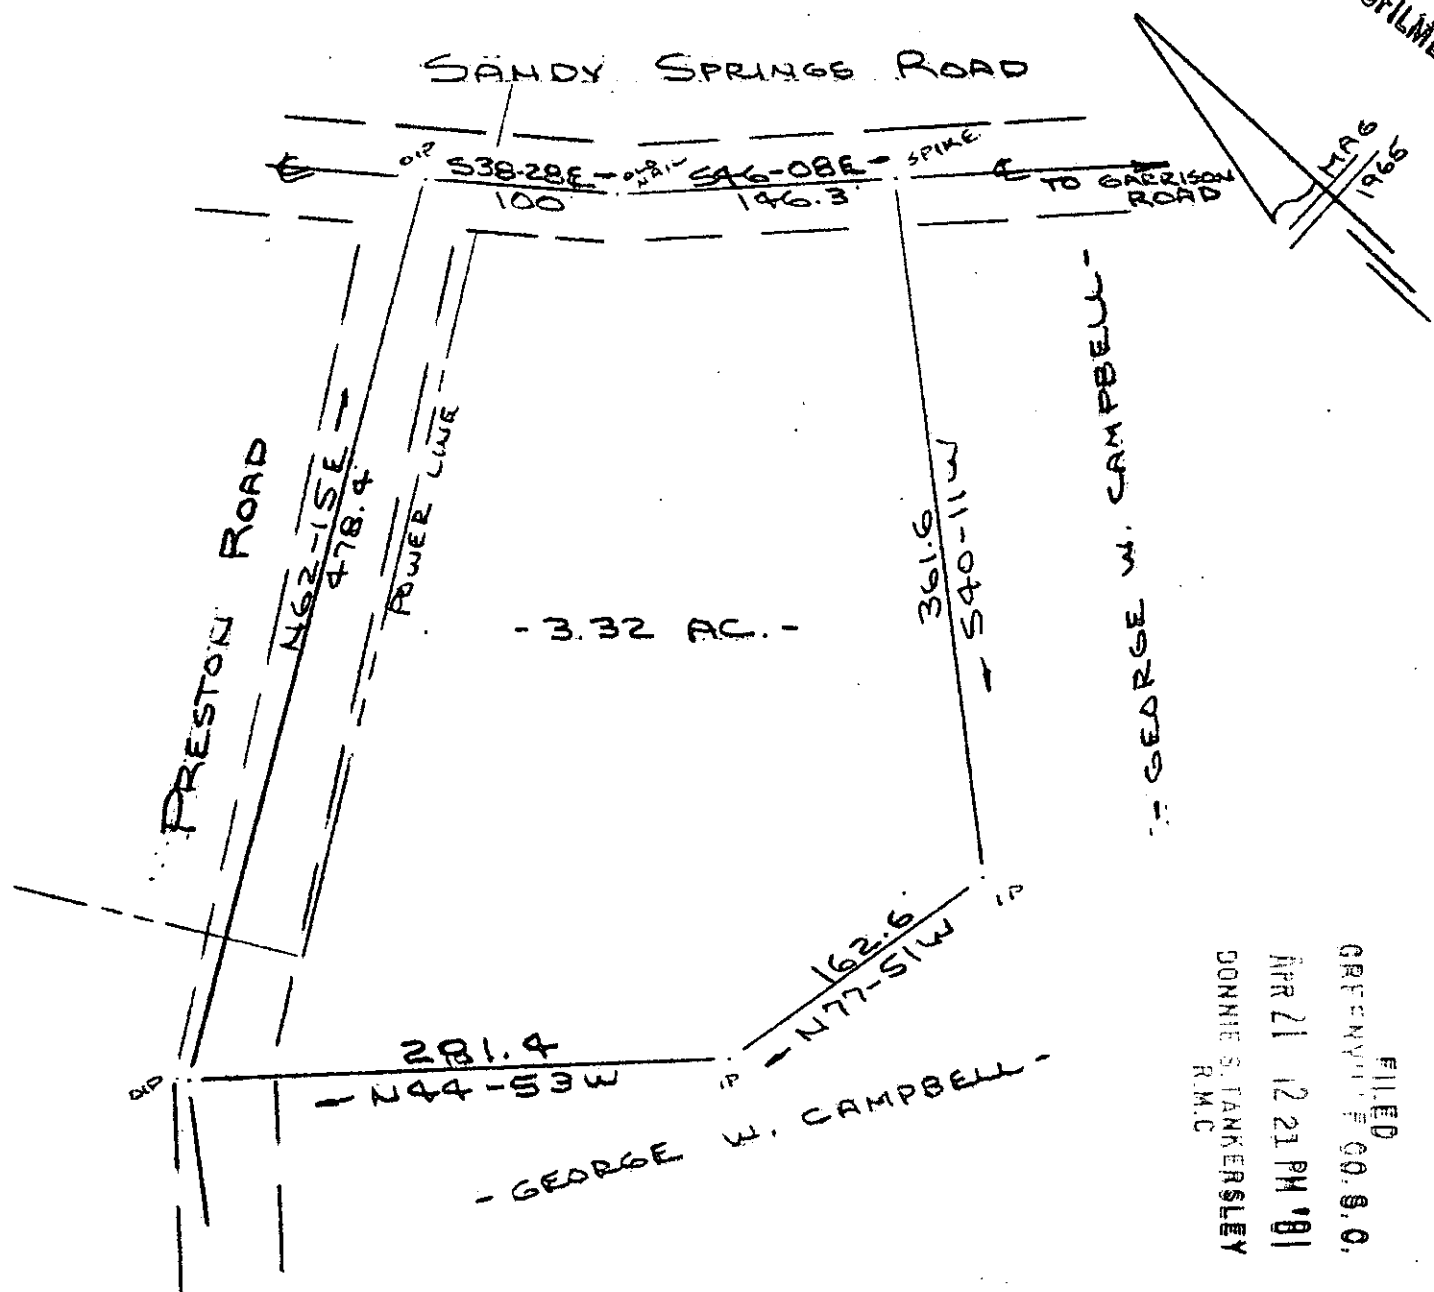 SANDY SPRINGS ROAD
OIP
S38-28E-
100
S46-08E-
146.3
SPIKE
TO GARRISON
ROAD
MAG
1965
PRESTON ROAD
N62-15E-
478.4
POWER LINE
-3.32 AC.-
361.6
S40-11W
-GEORGE W. CAMPBELL-
IP
162.6
-N77-51W
IP
281.4
-N44-53W
OIP
-GEORGE W. CAMPBELL-
FILED
GREENVILLE CO. S.C.
APR 21 12 21 PM '81
DONNIE S. TANKERSLEY
R.M.C